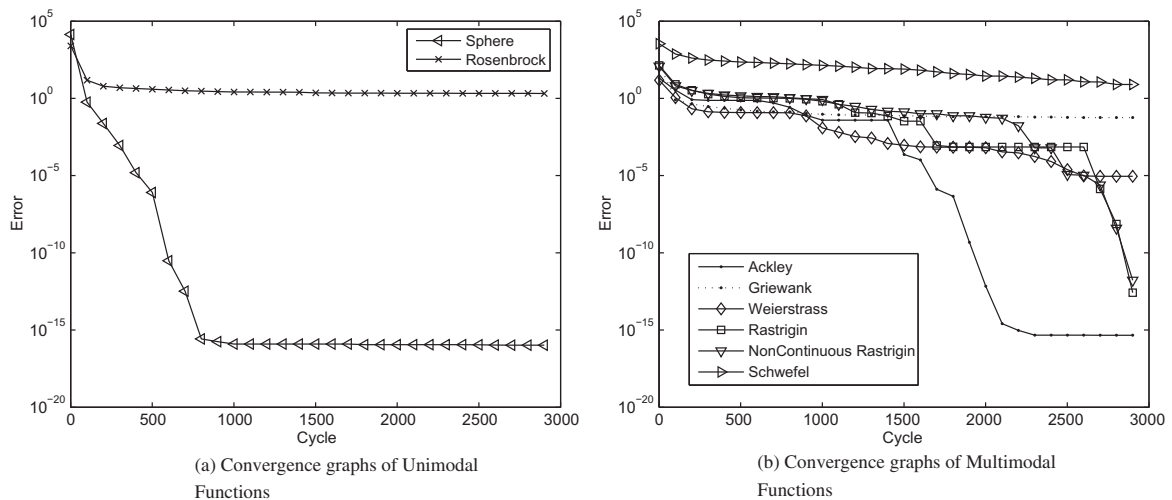 10^5
10^0
10^−5
10^−10
10^−15
10^−20
Error
0
500
1000
1500
2000
2500
3000
Cycle
Sphere
Rosenbrock
(a) Convergence graphs of Unimodal
Functions
10^5
10^0
10^−5
10^−10
10^−15
10^−20
Error
0
500
1000
1500
2000
2500
3000
Cycle
Ackley
Griewank
Weierstrass
Rastrigin
NonContinuous Rastrigin
Schwefel
(b) Convergence graphs of Multimodal
Functions